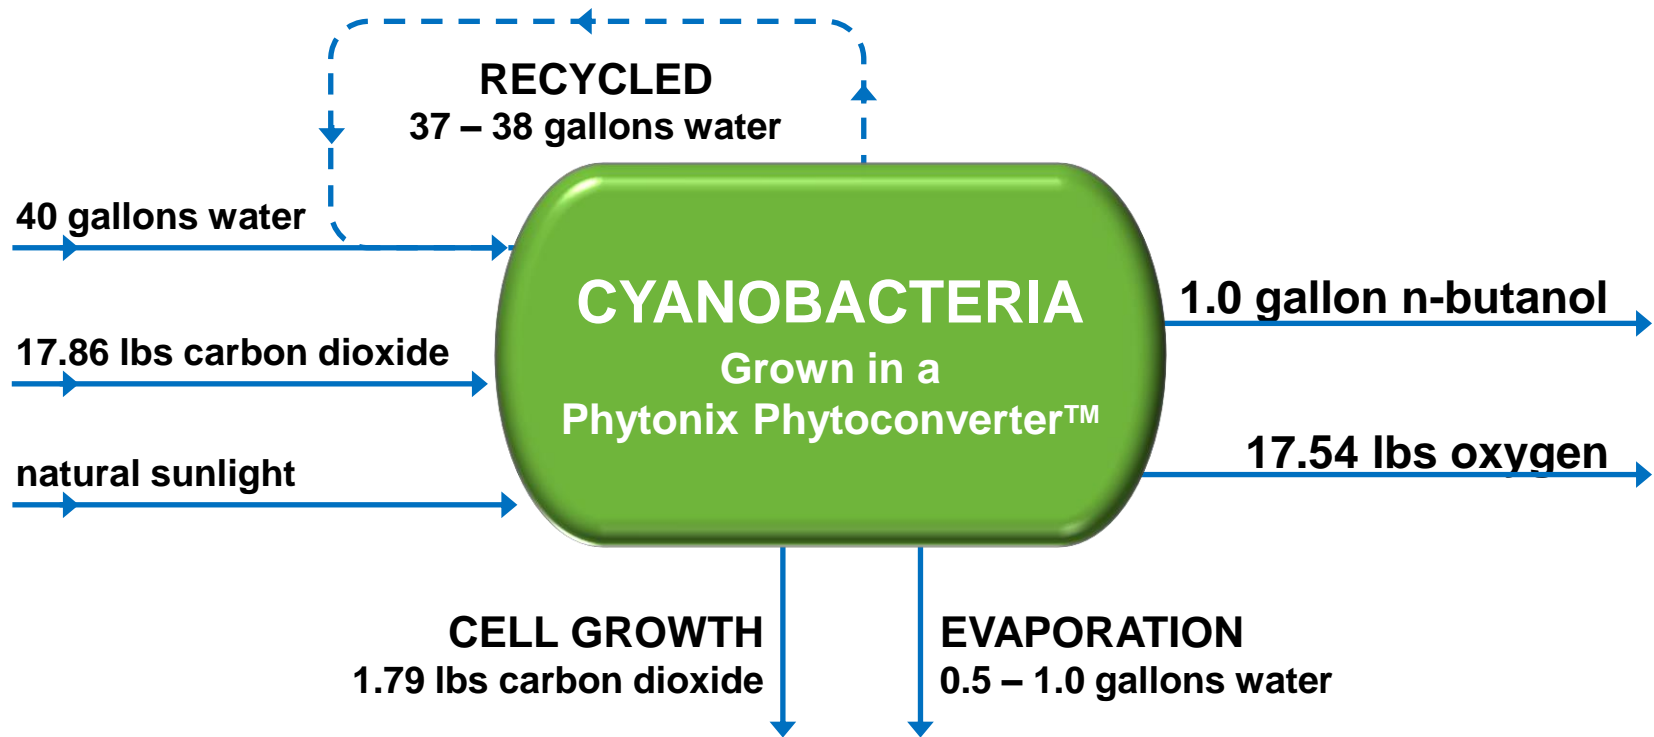 RECYCLED
37 – 38 gallons water
40 gallons water
17.86 lbs carbon dioxide
natural sunlight
CYANOBACTERIA
Grown in a
Phytonix Phytoconverter™
1.0 gallon n-butanol
17.54 lbs oxygen
CELL GROWTH
1.79 lbs carbon dioxide
EVAPORATION
0.5 – 1.0 gallons water